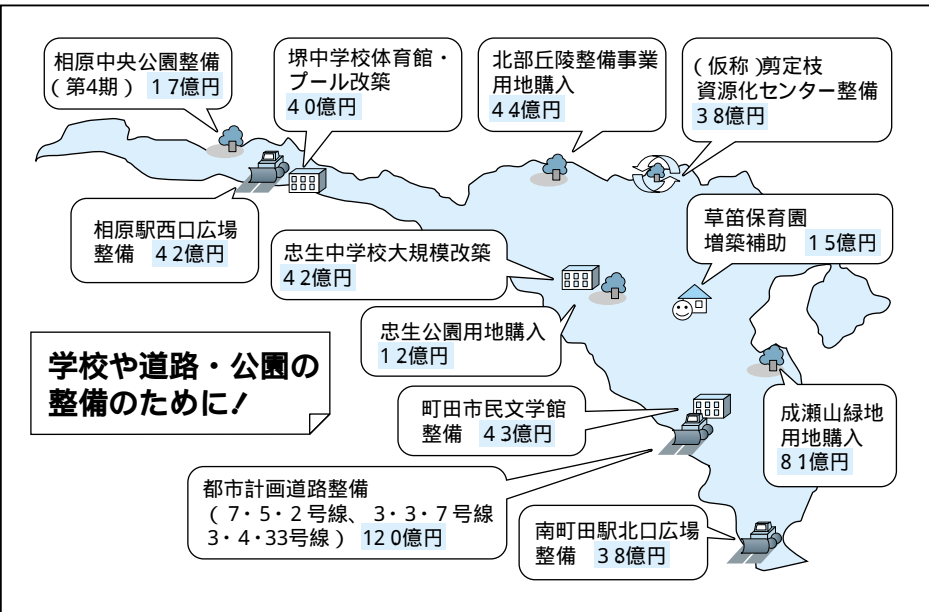 相原中央公園整備
（第4期） 17億円
堺中学校体育館・
プール改築
40億円
北部丘陵整備事業
用地購入
44億円
（仮称）剪定枝
資源化センター整備
38億円
相原駅西口広場
整備 42億円
忠生中学校大規模改築
42億円
草笛保育園
増築補助 15億円
忠生公園用地購入
12億円
学校や道路・公園の
整備のために！
町田市民文学館
整備 43億円
成瀬山緑地
用地購入
81億円
都市計画道路整備
（7・5・2号線、3・3・7号線
3・4・33号線） 120億円
南町田駅北口広場
整備 38億円